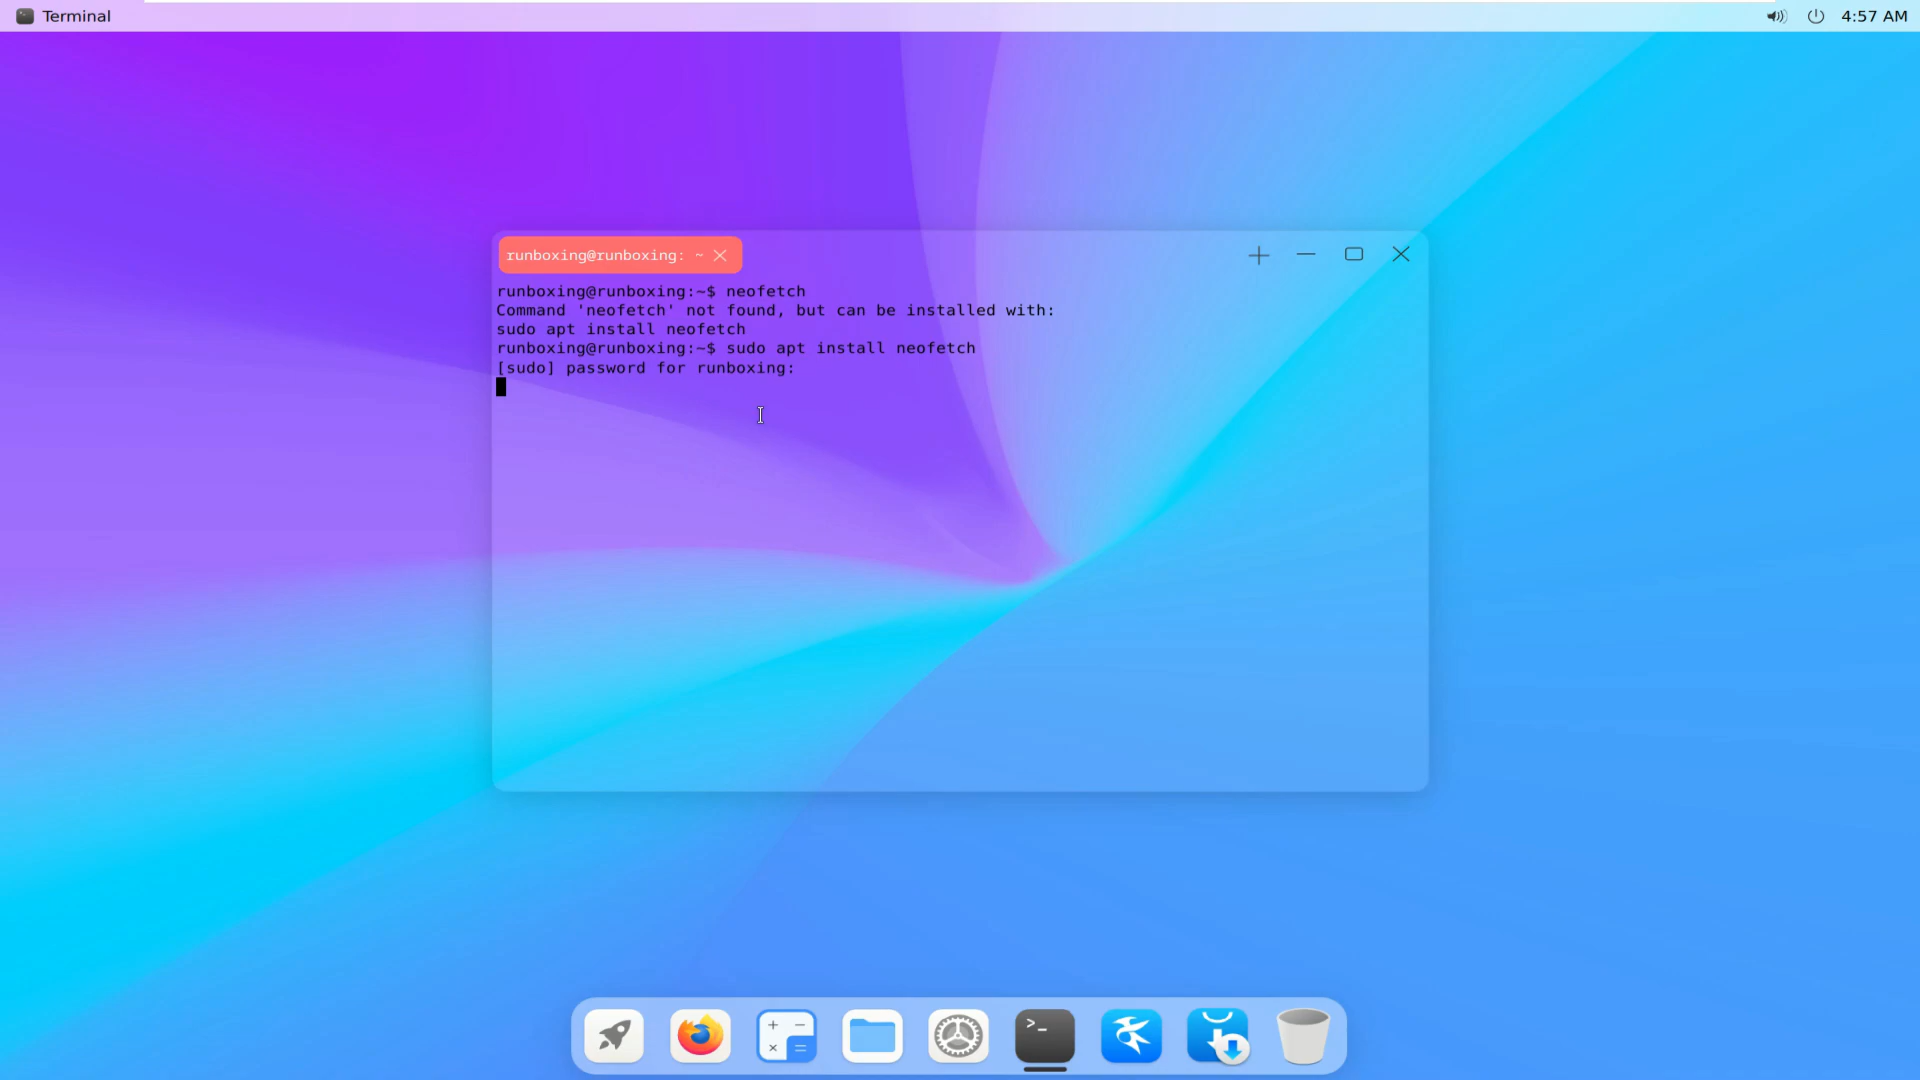 Terminal
4:57 AM
runboxing@runboxing: ~
runboxing@runboxing:~$ neofetch
Command 'neofetch' not found, but can be installed with:
sudo apt install neofetch
runboxing@runboxing:~$ sudo apt install neofetch
[sudo] password for runboxing: